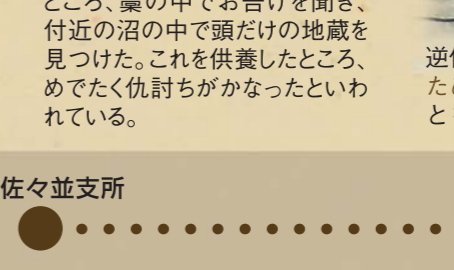 ところ、藁の中でお告げを聞き、
付近の沼の中で頭だけの地蔵を
見つけた。これを供養したところ、
めでたく仇討ちがかなったといわ
れている。
逆
た
と
佐々並支所